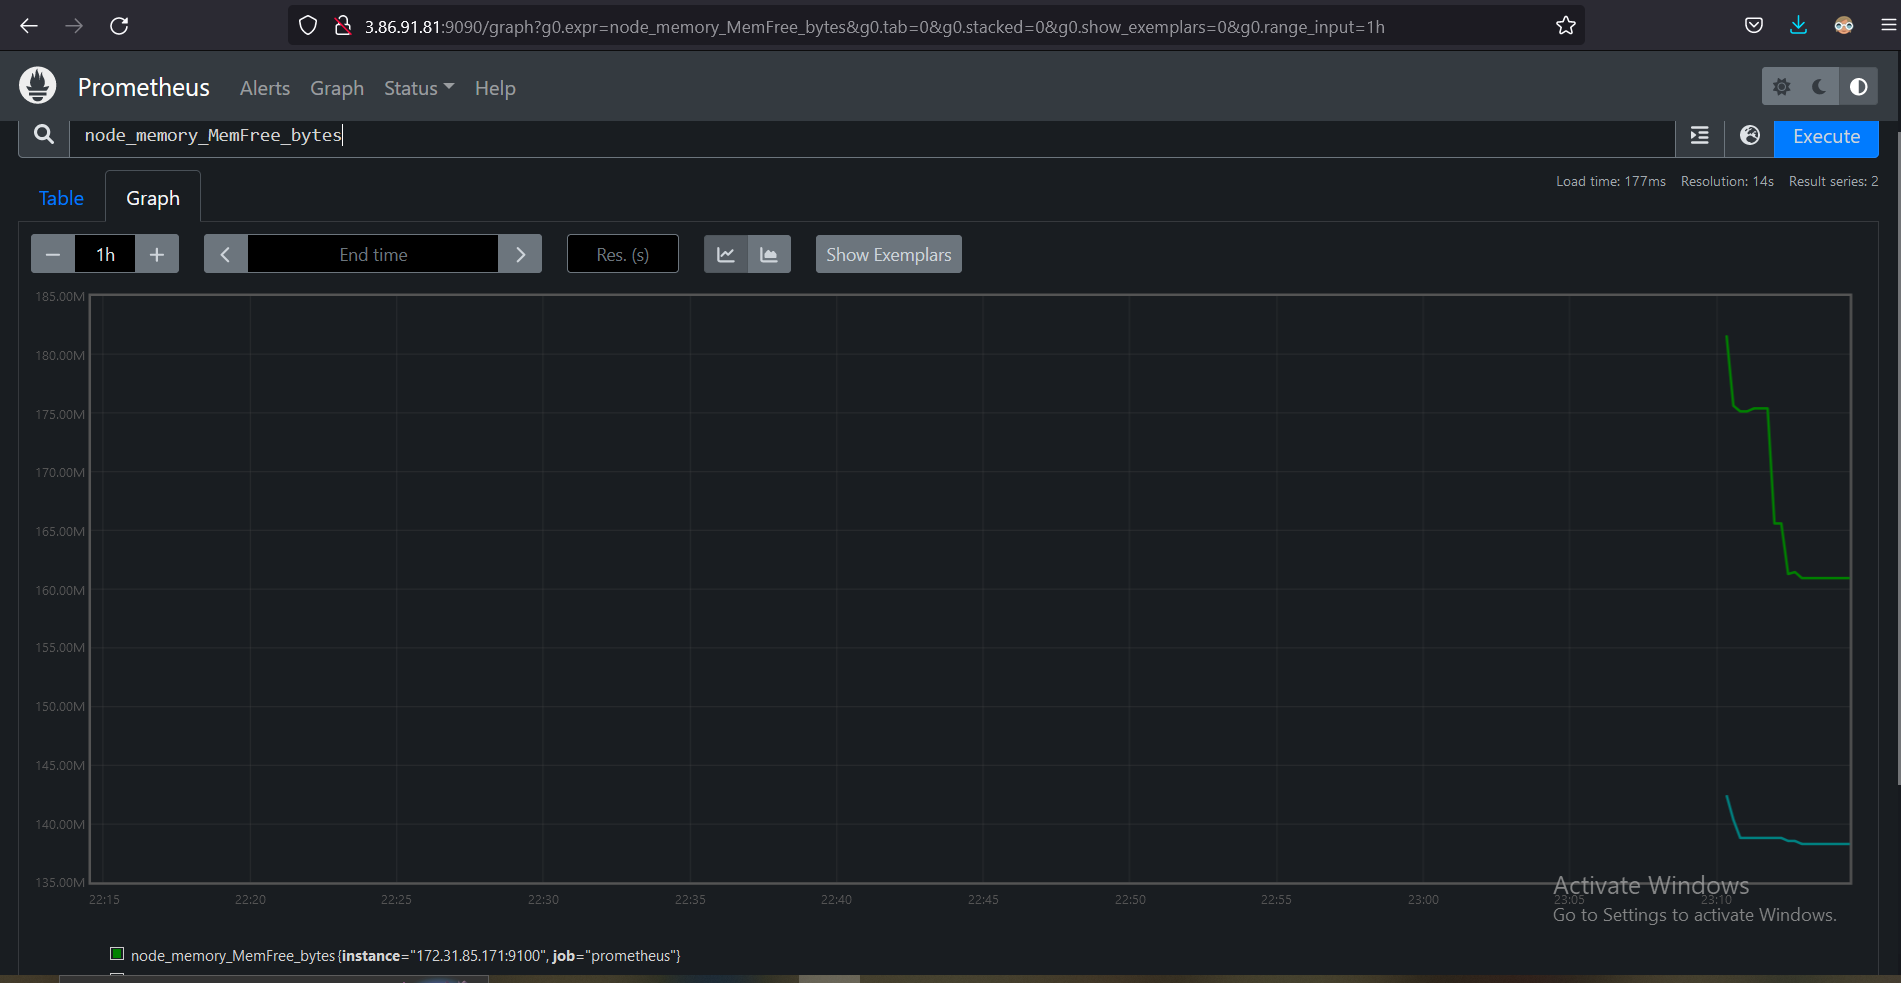 3.86.91.81:9090/graph?g0.expr=node_memory_MemFree_bytes&g0.tab=0&g0.stacked=0&g0.show_exemplars=0&g0.range_input=1h
Prometheus Alerts Graph Status Help
node_memory_MemFree_bytes
Execute
Table Graph
Load time: 177ms Resolution: 14s Result series: 2
1h End time Res. (s) Show Exemplars
185.00M
180.00M
175.00M
170.00M
165.00M
160.00M
155.00M
150.00M
145.00M
140.00M
135.00M
22:15 22:20 22:25 22:30 22:35 22:40 22:45 22:50 22:55 23:00 23:05 23:10
Activate Windows
Go to Settings to activate Windows.
node_memory_MemFree_bytes{instance="172.31.85.171:9100", job="prometheus"}